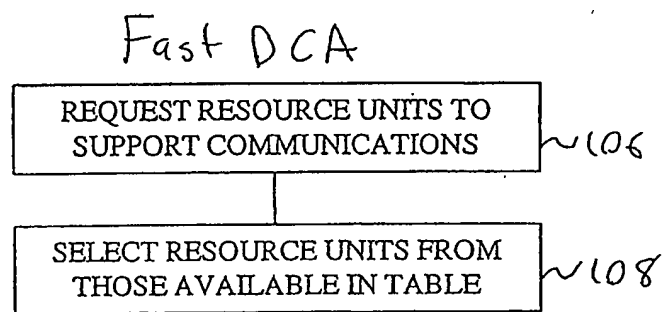 Fast DCA
REQUEST RESOURCE UNITS TO
SUPPORT COMMUNICATIONS
106
SELECT RESOURCE UNITS FROM
THOSE AVAILABLE IN TABLE
108